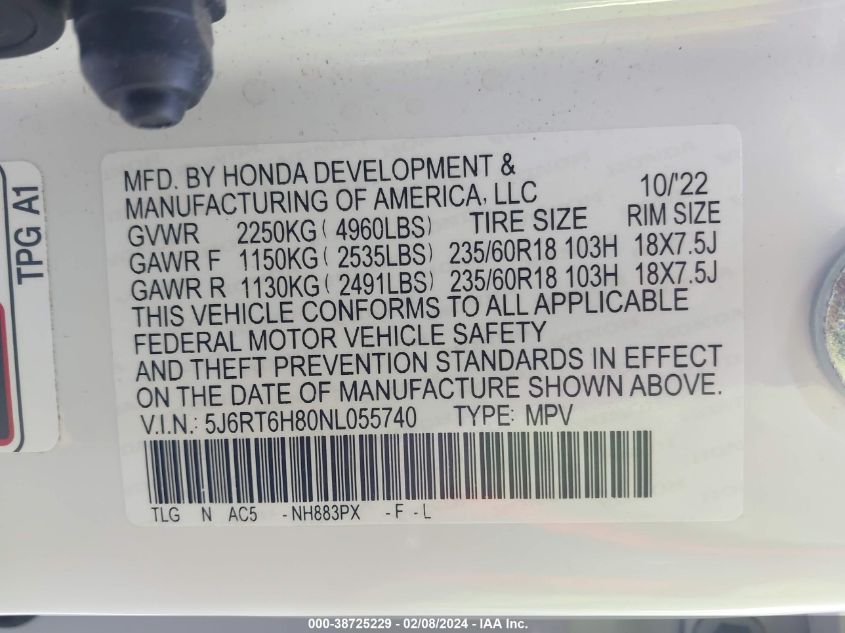 TPG A1
MFD. BY HONDA DEVELOPMENT &
MANUFACTURING OF AMERICA, LLC 10/'22
GVWR 2250KG ( 4960LBS) TIRE SIZE RIM SIZE
GAWR F 1150KG ( 2535LBS) 235/60R18 103H 18X7.5J
GAWR R 1130KG ( 2491LBS) 235/60R18 103H 18X7.5J
THIS VEHICLE CONFORMS TO ALL APPLICABLE
FEDERAL MOTOR VEHICLE SAFETY
AND THEFT PREVENTION STANDARDS IN EFFECT
ON THE DATE OF MANUFACTURE SHOWN ABOVE.
V.I.N.: 5J6RT6H80NL055740 TYPE: MPV
TLG N AC5 -NH883PX -F -L
000-38725229 - 02/08/2024 - IAA Inc.